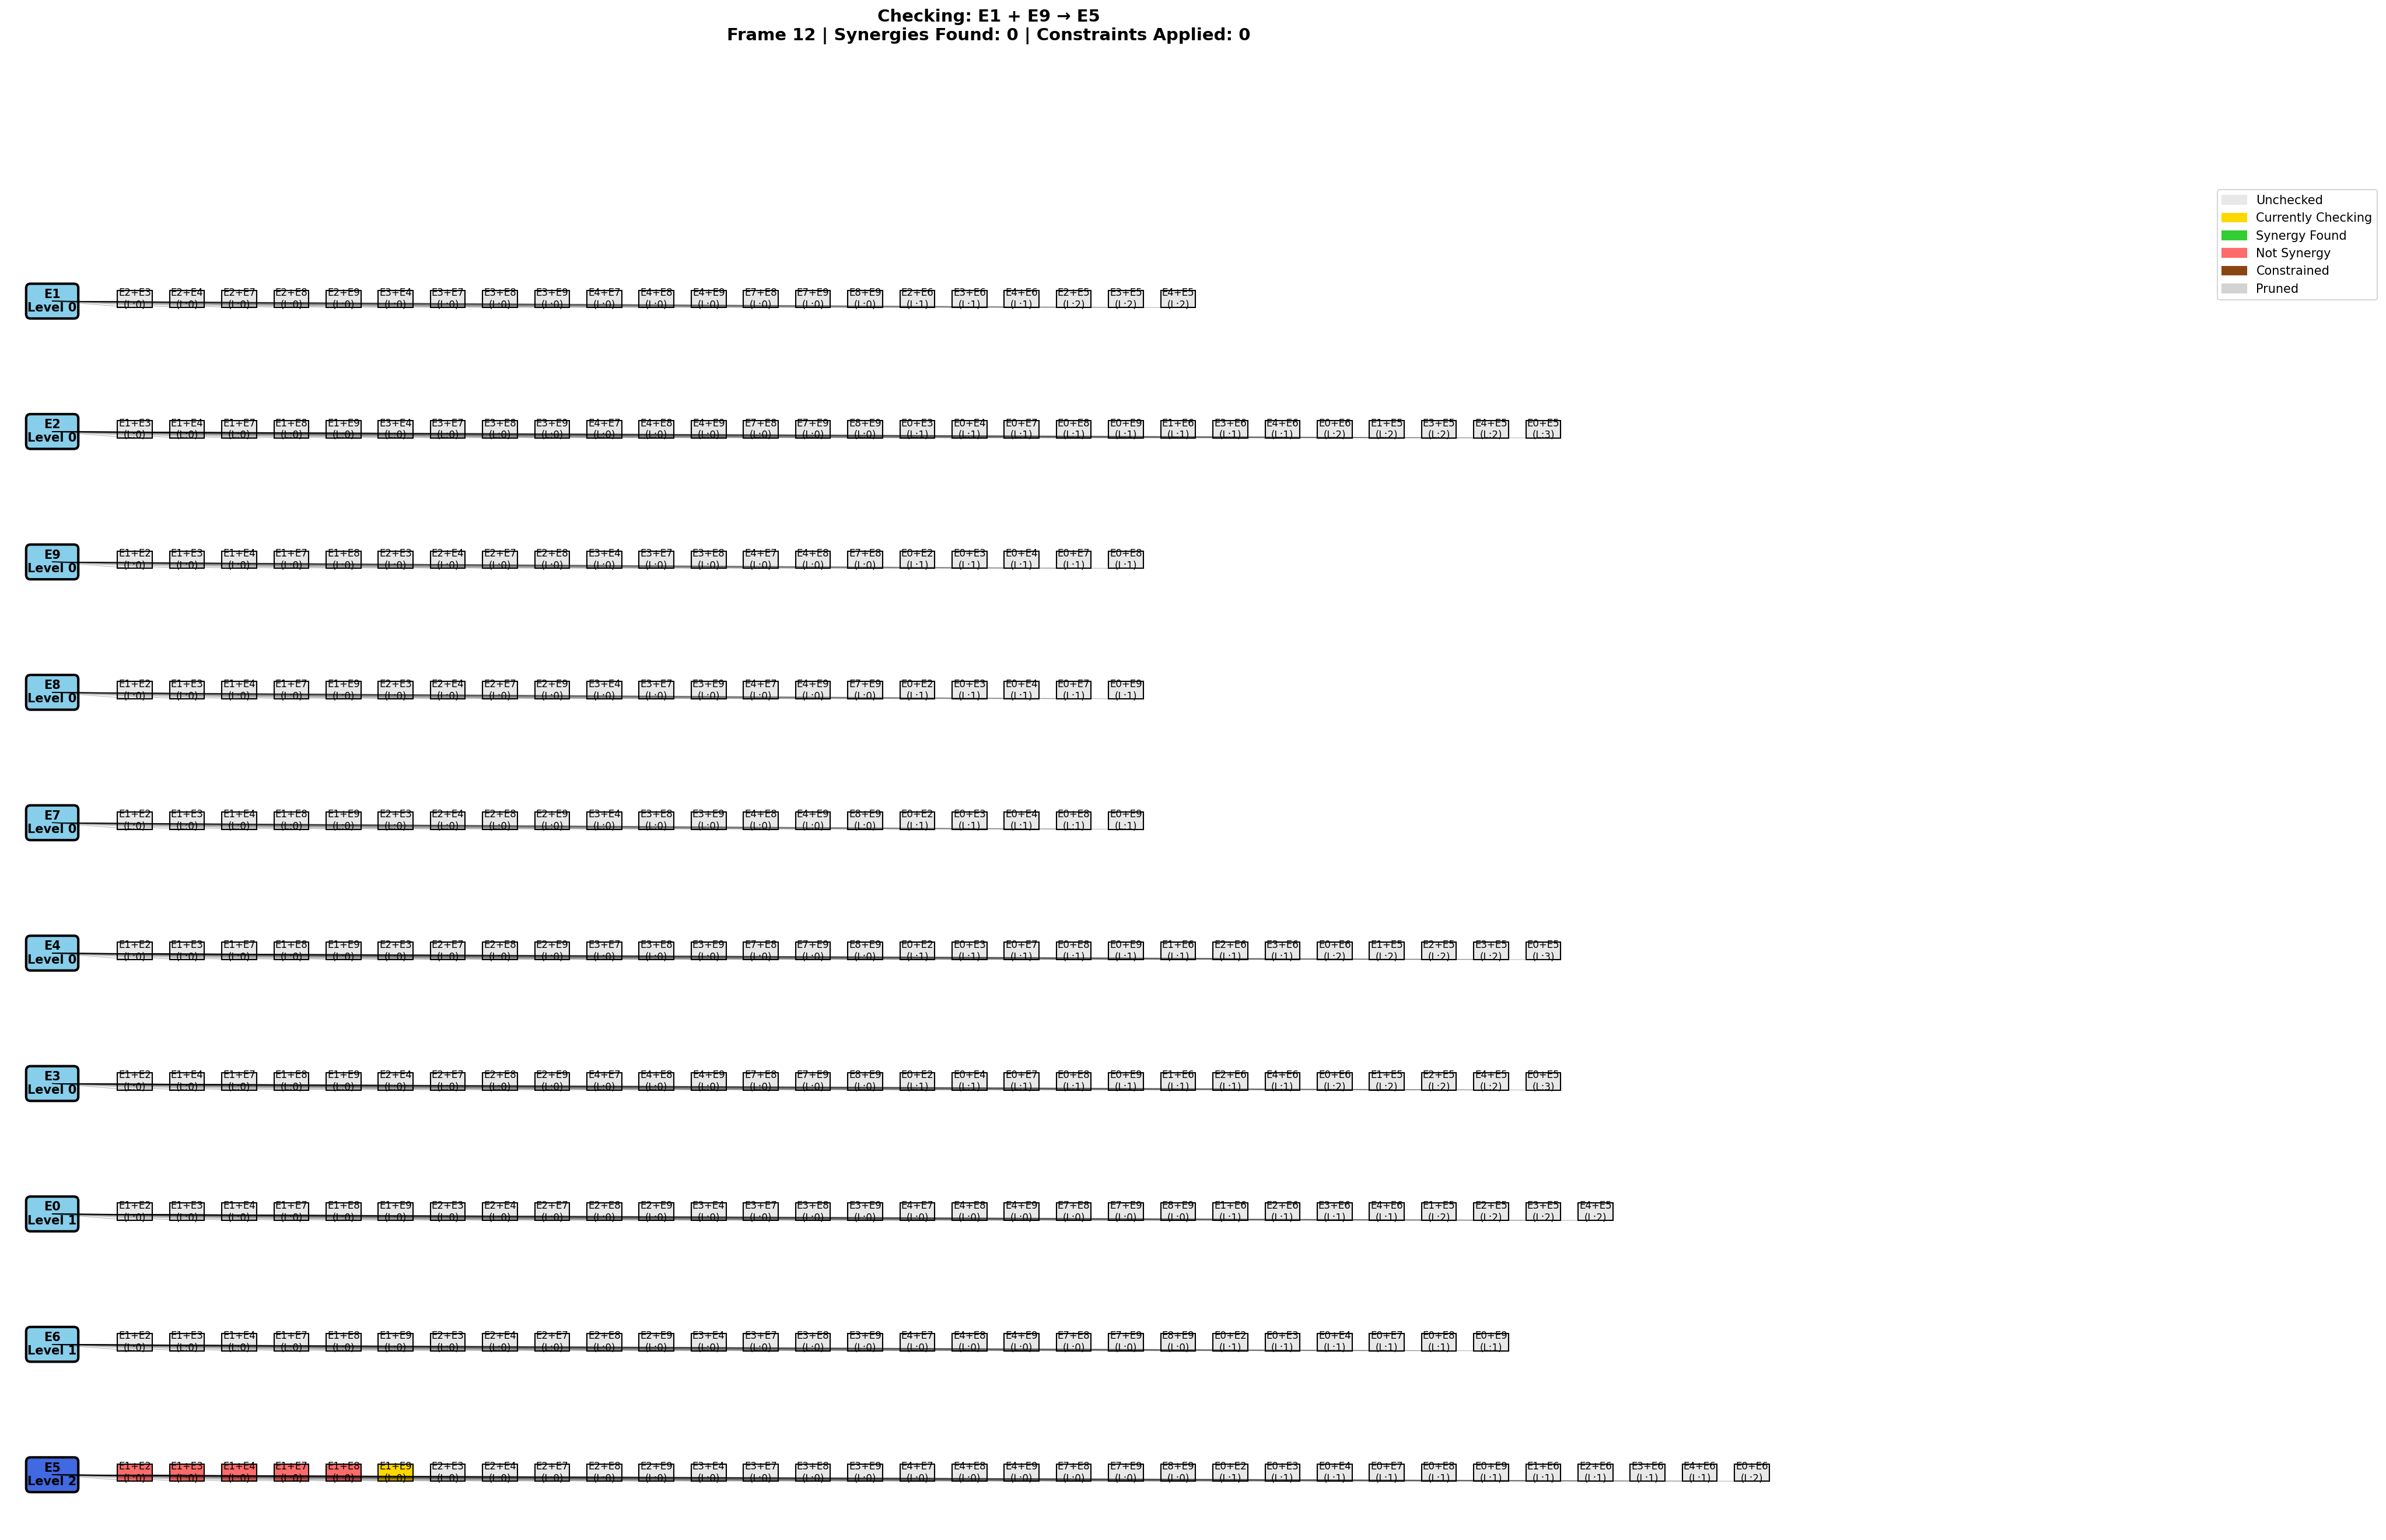 Checking: E1 + E9 → E5
Frame 12 | Synergies Found: 0 | Constraints Applied: 0
Unchecked
Currently Checking
Synergy Found
Not Synergy
Constrained
Pruned
E1
Level 0
E2+E3 E2+E4 E2+E7 E2+E8 E2+E9 E3+E4 E3+E7 E3+E8 E3+E9 E4+E7 E4+E8 E4+E9 E7+E8 E7+E9 E8+E9 E2+E6 E3+E6 E4+E6 E2+E5 E3+E5 E4+E5
(L:0) (L:0) (L:0) (L:0) (L:0) (L:0) (L:0) (L:0) (L:0) (L:0) (L:0) (L:0) (L:0) (L:0) (L:0) (L:1) (L:1) (L:1) (L:2) (L:2) (L:2)
E2
Level 0
E1+E3 E1+E4 E1+E7 E1+E8 E1+E9 E3+E4 E3+E7 E3+E8 E3+E9 E4+E7 E4+E8 E4+E9 E7+E8 E7+E9 E8+E9 E0+E3 E0+E4 E0+E7 E0+E8 E0+E9 E1+E6 E3+E6 E4+E6 E0+E6 E1+E5 E3+E5 E4+E5 E0+E5
(L:0) (L:0) (L:0) (L:0) (L:0) (L:0) (L:0) (L:0) (L:0) (L:0) (L:0) (L:0) (L:0) (L:0) (L:0) (L:1) (L:1) (L:1) (L:1) (L:1) (L:1) (L:1) (L:1) (L:2) (L:2) (L:2) (L:2) (L:3)
E9
Level 0
E1+E2 E1+E3 E1+E4 E1+E7 E1+E8 E2+E3 E2+E4 E2+E7 E2+E8 E3+E4 E3+E7 E3+E8 E4+E7 E4+E8 E7+E8 E0+E2 E0+E3 E0+E4 E0+E7 E0+E8
(L:0) (L:0) (L:0) (L:0) (L:0) (L:0) (L:0) (L:0) (L:0) (L:0) (L:0) (L:0) (L:0) (L:0) (L:0) (L:1) (L:1) (L:1) (L:1) (L:1)
E8
Level 0
E1+E2 E1+E3 E1+E4 E1+E7 E1+E9 E2+E3 E2+E4 E2+E7 E2+E9 E3+E4 E3+E7 E3+E9 E4+E7 E4+E9 E7+E9 E0+E2 E0+E3 E0+E4 E0+E7 E0+E9
(L:0) (L:0) (L:0) (L:0) (L:0) (L:0) (L:0) (L:0) (L:0) (L:0) (L:0) (L:0) (L:0) (L:0) (L:0) (L:1) (L:1) (L:1) (L:1) (L:1)
E7
Level 0
E1+E2 E1+E3 E1+E4 E1+E8 E1+E9 E2+E3 E2+E4 E2+E8 E2+E9 E3+E4 E3+E8 E3+E9 E4+E8 E4+E9 E8+E9 E0+E2 E0+E3 E0+E4 E0+E8 E0+E9
(L:0) (L:0) (L:0) (L:0) (L:0) (L:0) (L:0) (L:0) (L:0) (L:0) (L:0) (L:0) (L:0) (L:0) (L:0) (L:1) (L:1) (L:1) (L:1) (L:1)
E4
Level 0
E1+E2 E1+E3 E1+E7 E1+E8 E1+E9 E2+E3 E2+E7 E2+E8 E2+E9 E3+E7 E3+E8 E3+E9 E7+E8 E7+E9 E8+E9 E0+E2 E0+E3 E0+E7 E0+E8 E0+E9 E1+E6 E2+E6 E3+E6 E0+E6 E1+E5 E2+E5 E3+E5 E0+E5
(L:0) (L:0) (L:0) (L:0) (L:0) (L:0) (L:0) (L:0) (L:0) (L:0) (L:0) (L:0) (L:0) (L:0) (L:0) (L:1) (L:1) (L:1) (L:1) (L:1) (L:1) (L:1) (L:1) (L:2) (L:2) (L:2) (L:2) (L:3)
E3
Level 0
E1+E2 E1+E4 E1+E7 E1+E8 E1+E9 E2+E4 E2+E7 E2+E8 E2+E9 E4+E7 E4+E8 E4+E9 E7+E8 E7+E9 E8+E9 E0+E2 E0+E4 E0+E7 E0+E8 E0+E9 E1+E6 E2+E6 E4+E6 E0+E6 E1+E5 E2+E5 E4+E5 E0+E5
(L:0) (L:0) (L:0) (L:0) (L:0) (L:0) (L:0) (L:0) (L:0) (L:0) (L:0) (L:0) (L:0) (L:0) (L:0) (L:1) (L:1) (L:1) (L:1) (L:1) (L:1) (L:1) (L:1) (L:2) (L:2) (L:2) (L:2) (L:3)
E0
Level 1
E1+E2 E1+E3 E1+E4 E1+E7 E1+E8 E1+E9 E2+E3 E2+E4 E2+E7 E2+E8 E2+E9 E3+E4 E3+E7 E3+E8 E3+E9 E4+E7 E4+E8 E4+E9 E7+E8 E7+E9 E8+E9 E1+E6 E2+E6 E3+E6 E4+E6 E1+E5 E2+E5 E3+E5 E4+E5
(L:0) (L:0) (L:0) (L:0) (L:0) (L:0) (L:0) (L:0) (L:0) (L:0) (L:0) (L:0) (L:0) (L:0) (L:0) (L:0) (L:0) (L:0) (L:0) (L:0) (L:0) (L:1) (L:1) (L:1) (L:1) (L:2) (L:2) (L:2) (L:2)
E6
Level 1
E1+E2 E1+E3 E1+E4 E1+E7 E1+E8 E1+E9 E2+E3 E2+E4 E2+E7 E2+E8 E2+E9 E3+E4 E3+E7 E3+E8 E3+E9 E4+E7 E4+E8 E4+E9 E7+E8 E7+E9 E8+E9 E0+E2 E0+E3 E0+E4 E0+E7 E0+E8 E0+E9
(L:0) (L:0) (L:0) (L:0) (L:0) (L:0) (L:0) (L:0) (L:0) (L:0) (L:0) (L:0) (L:0) (L:0) (L:0) (L:0) (L:0) (L:0) (L:0) (L:0) (L:0) (L:1) (L:1) (L:1) (L:1) (L:1) (L:1)
E5
Level 2
E1+E2 E1+E3 E1+E4 E1+E7 E1+E8 E1+E9 E2+E3 E2+E4 E2+E7 E2+E8 E2+E9 E3+E4 E3+E7 E3+E8 E3+E9 E4+E7 E4+E8 E4+E9 E7+E8 E7+E9 E8+E9 E0+E2 E0+E3 E0+E4 E0+E7 E0+E8 E0+E9 E1+E6 E2+E6 E3+E6 E4+E6 E0+E6
(L:0) (L:0) (L:0) (L:0) (L:0) (L:0) (L:0) (L:0) (L:0) (L:0) (L:0) (L:0) (L:0) (L:0) (L:0) (L:0) (L:0) (L:0) (L:0) (L:0) (L:0) (L:1) (L:1) (L:1) (L:1) (L:1) (L:1) (L:1) (L:1) (L:1) (L:1) (L:2)